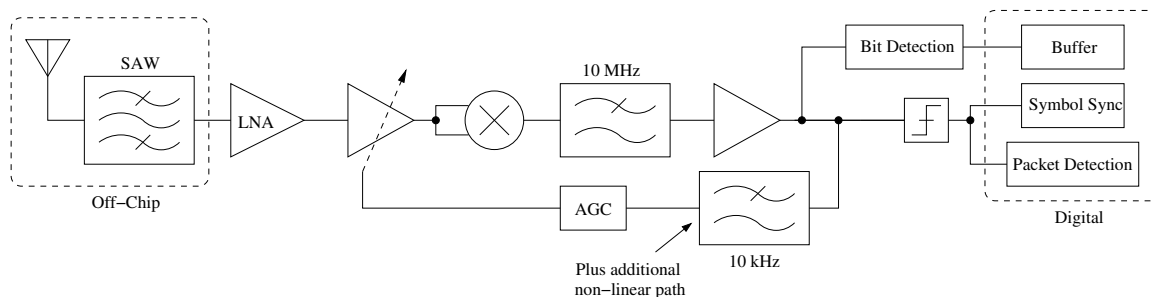 SAW
LNA
Off−Chip
10 MHz
Bit Detection
Buffer
Symbol Sync
Packet Detection
Digital
AGC
10 kHz
Plus additional
non−linear path